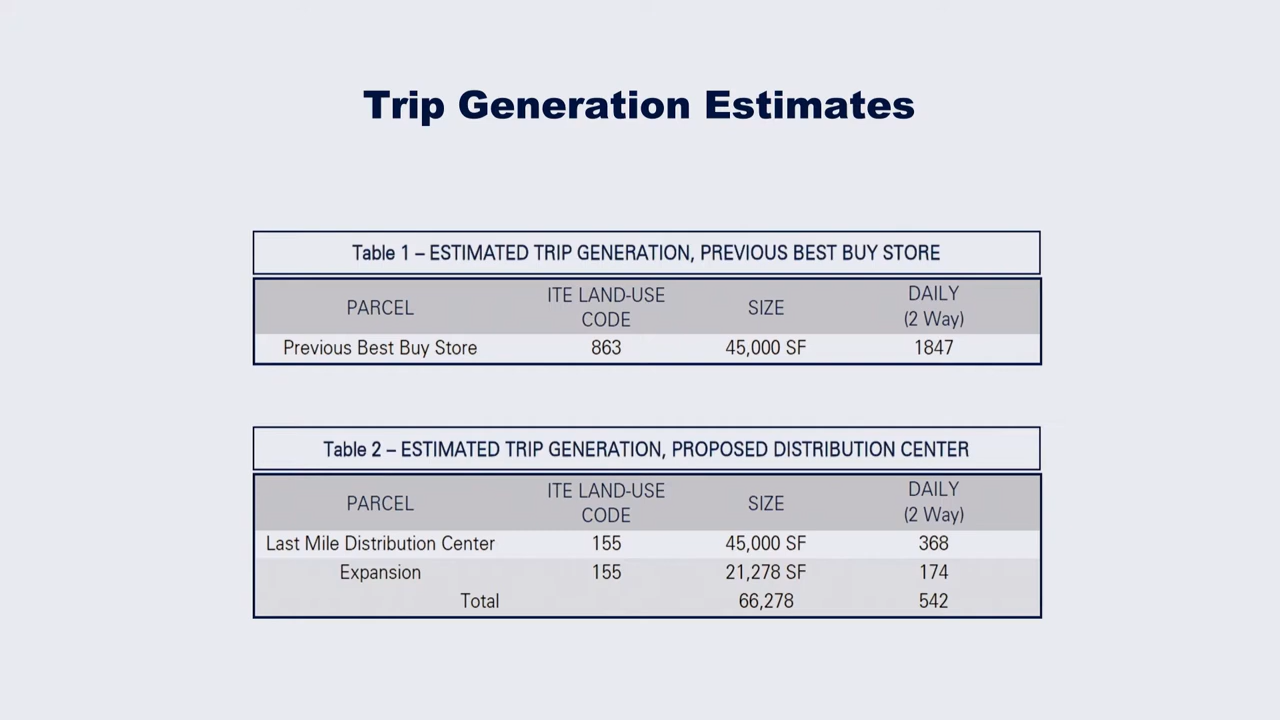 Trip Generation Estimates
Table 1 – ESTIMATED TRIP GENERATION, PREVIOUS BEST BUY STORE
PARCEL ITE LAND-USE CODE SIZE DAILY (2 Way)
Previous Best Buy Store 863 45,000 SF 1847
Table 2 – ESTIMATED TRIP GENERATION, PROPOSED DISTRIBUTION CENTER
PARCEL ITE LAND-USE CODE SIZE DAILY (2 Way)
Last Mile Distribution Center 155 45,000 SF 368
Expansion 155 21,278 SF 174
Total 66,278 542